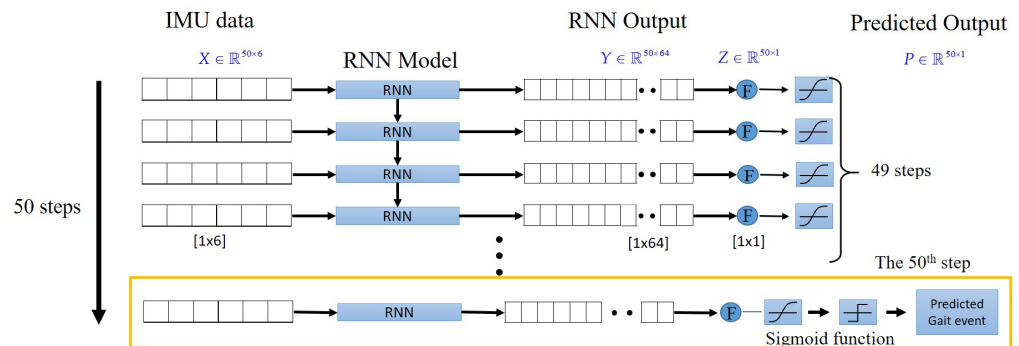 IMU data
RNN Output
Predicted Output
X ∈ ℝ^{50×6}
RNN Model
Y ∈ ℝ^{50×64}
Z ∈ ℝ^{50×1}
P ∈ ℝ^{50×1}
RNN
F
RNN
F
RNN
F
49 steps
50 steps
RNN
F
[1x6]
[1x64]
[1x1]
The 50th step
RNN
F
Predicted
Gait event
Sigmoid function